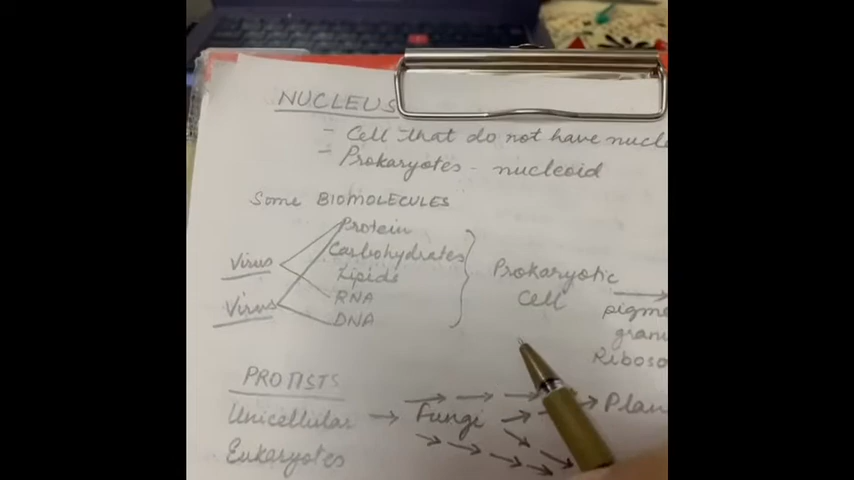 NUCLEUS
- Cell that do not have nucle
- Prokaryotes - nucleoid
Some BIOMOLECULES
Protein
Carbohydrates
Lipids
RNA
DNA
Virus
Virus
Prokaryotic
Cell
pigme
granu
Riboso
PROTISTS
Unicellular → Fungi → Plan
Eukaryotes